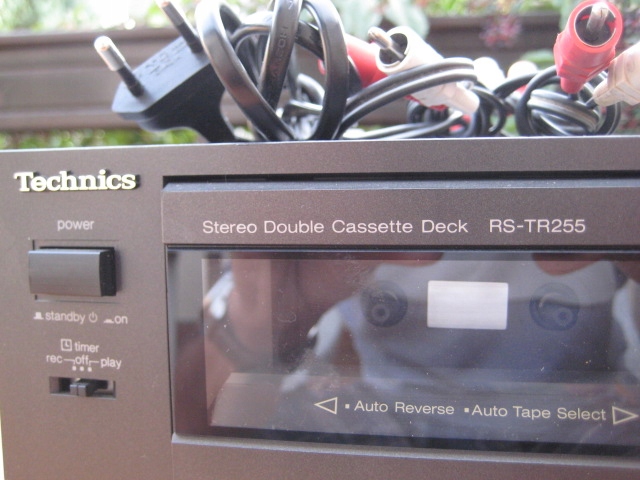 Technics
power
Stereo Double Cassette Deck RS-TR255
standby on
timer
rec off play
Auto Reverse Auto Tape Select